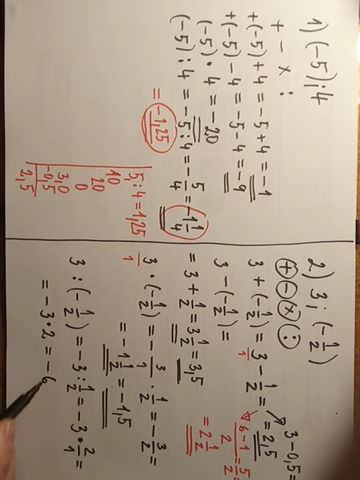 1) (-5) ; 4
+ - × :
+(-5)+4 = -5+4 = -1
+(-5)-4 = -5-4 = -9
(-5)·4 = -20
(-5):4 = -5:4 = -5/4 = -1 1/4
= -1,25
5,:4 = 1,25
10
20
0
3,0
-0,5
2,5
2) 3 ; (-1/2)
+ - × :
3+(-1/2) = 3/1 - 1/2 =
3-0,5 =
= 2,5
6-1/2 = 5/2
= 2 1/2
3-(-1/2) =
= 3+1/2 = 3 1/2 = 3,5
3/1 · (-1/2) = -3/1 · 1/2 = -3/2 =
= -1 1/2 = -1,5
3:(-1/2) = -3:1/2 = -3·2/1 =
= -3·2 = -6